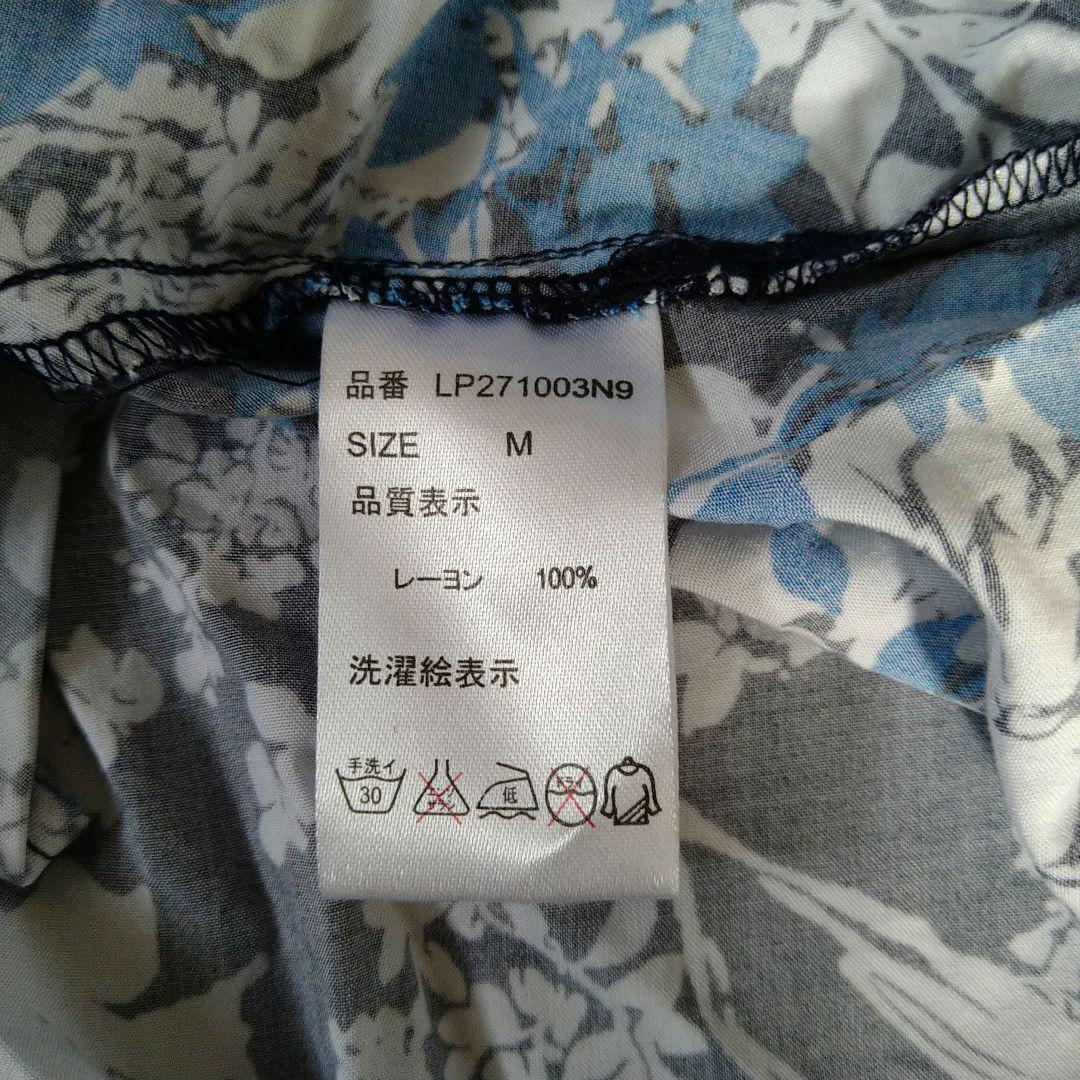 品番 LP271003N9
SIZE M
品質表示
レーヨン 100%
洗濯絵表示
手洗イ
30
低